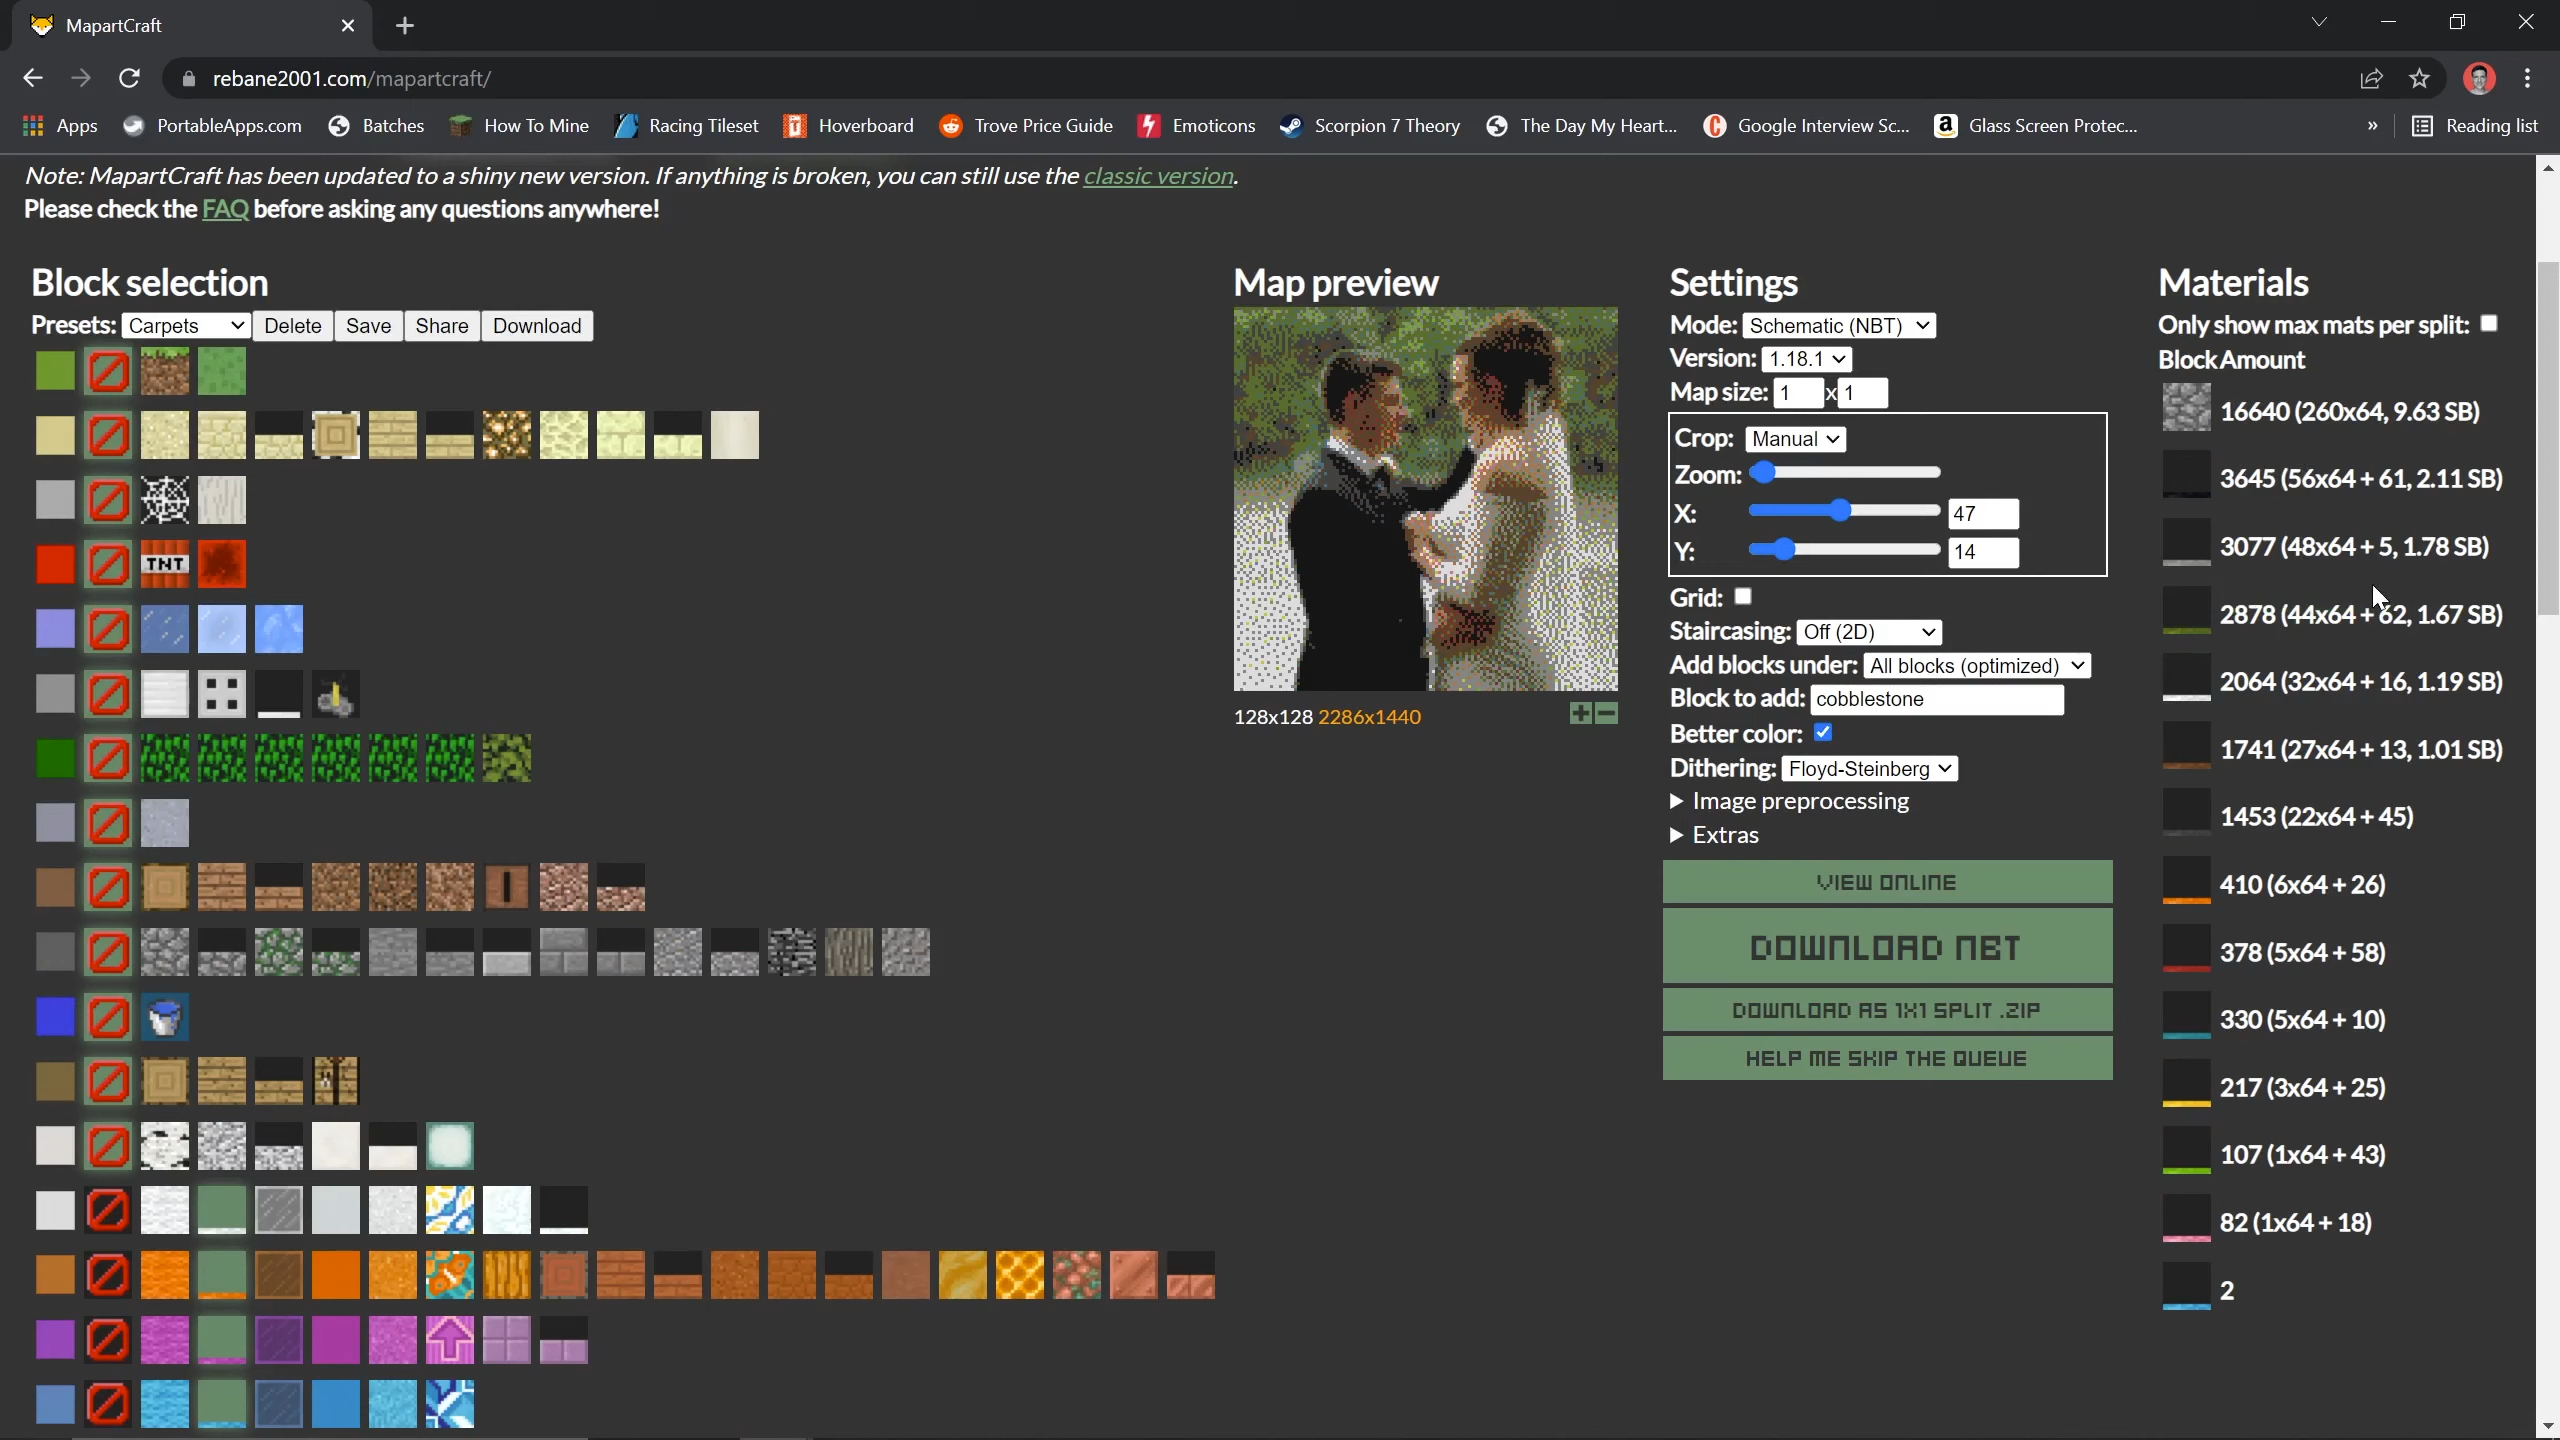 MapartCraft
rebane2001.com/mapartcraft/
Apps PortableApps.com Batches How To Mine Racing Tileset Hoverboard Trove Price Guide Emoticons Scorpion 7 Theory The Day My Heart... Google Interview Sc... Glass Screen Protec... » Reading list
Note: MapartCraft has been updated to a shiny new version. If anything is broken, you can still use the classic version.
Please check the FAQ before asking any questions anywhere!
Block selection
Presets: Carpets Delete Save Share Download
TNT
Map preview
128x128 2286x1440
Settings
Mode: Schematic (NBT)
Version: 1.18.1
Map size: 1 x 1
Crop: Manual
Zoom:
X: 47
Y: 14
Grid:
Staircasing: Off (2D)
Add blocks under: All blocks (optimized)
Block to add: cobblestone
Better color:
Dithering: Floyd-Steinberg
Image preprocessing
Extras
VIEW ONLINE
DOWNLOAD NBT
DOWNLOAD AS 1X1 SPLIT .ZIP
HELP ME SKIP THE QUEUE
Materials
Only show max mats per split:
Block Amount
16640 (260x64, 9.63 SB)
3645 (56x64 + 61, 2.11 SB)
3077 (48x64 + 5, 1.78 SB)
2878 (44x64 + 62, 1.67 SB)
2064 (32x64 + 16, 1.19 SB)
1741 (27x64 + 13, 1.01 SB)
1453 (22x64 + 45)
410 (6x64 + 26)
378 (5x64 + 58)
330 (5x64 + 10)
217 (3x64 + 25)
107 (1x64 + 43)
82 (1x64 + 18)
2